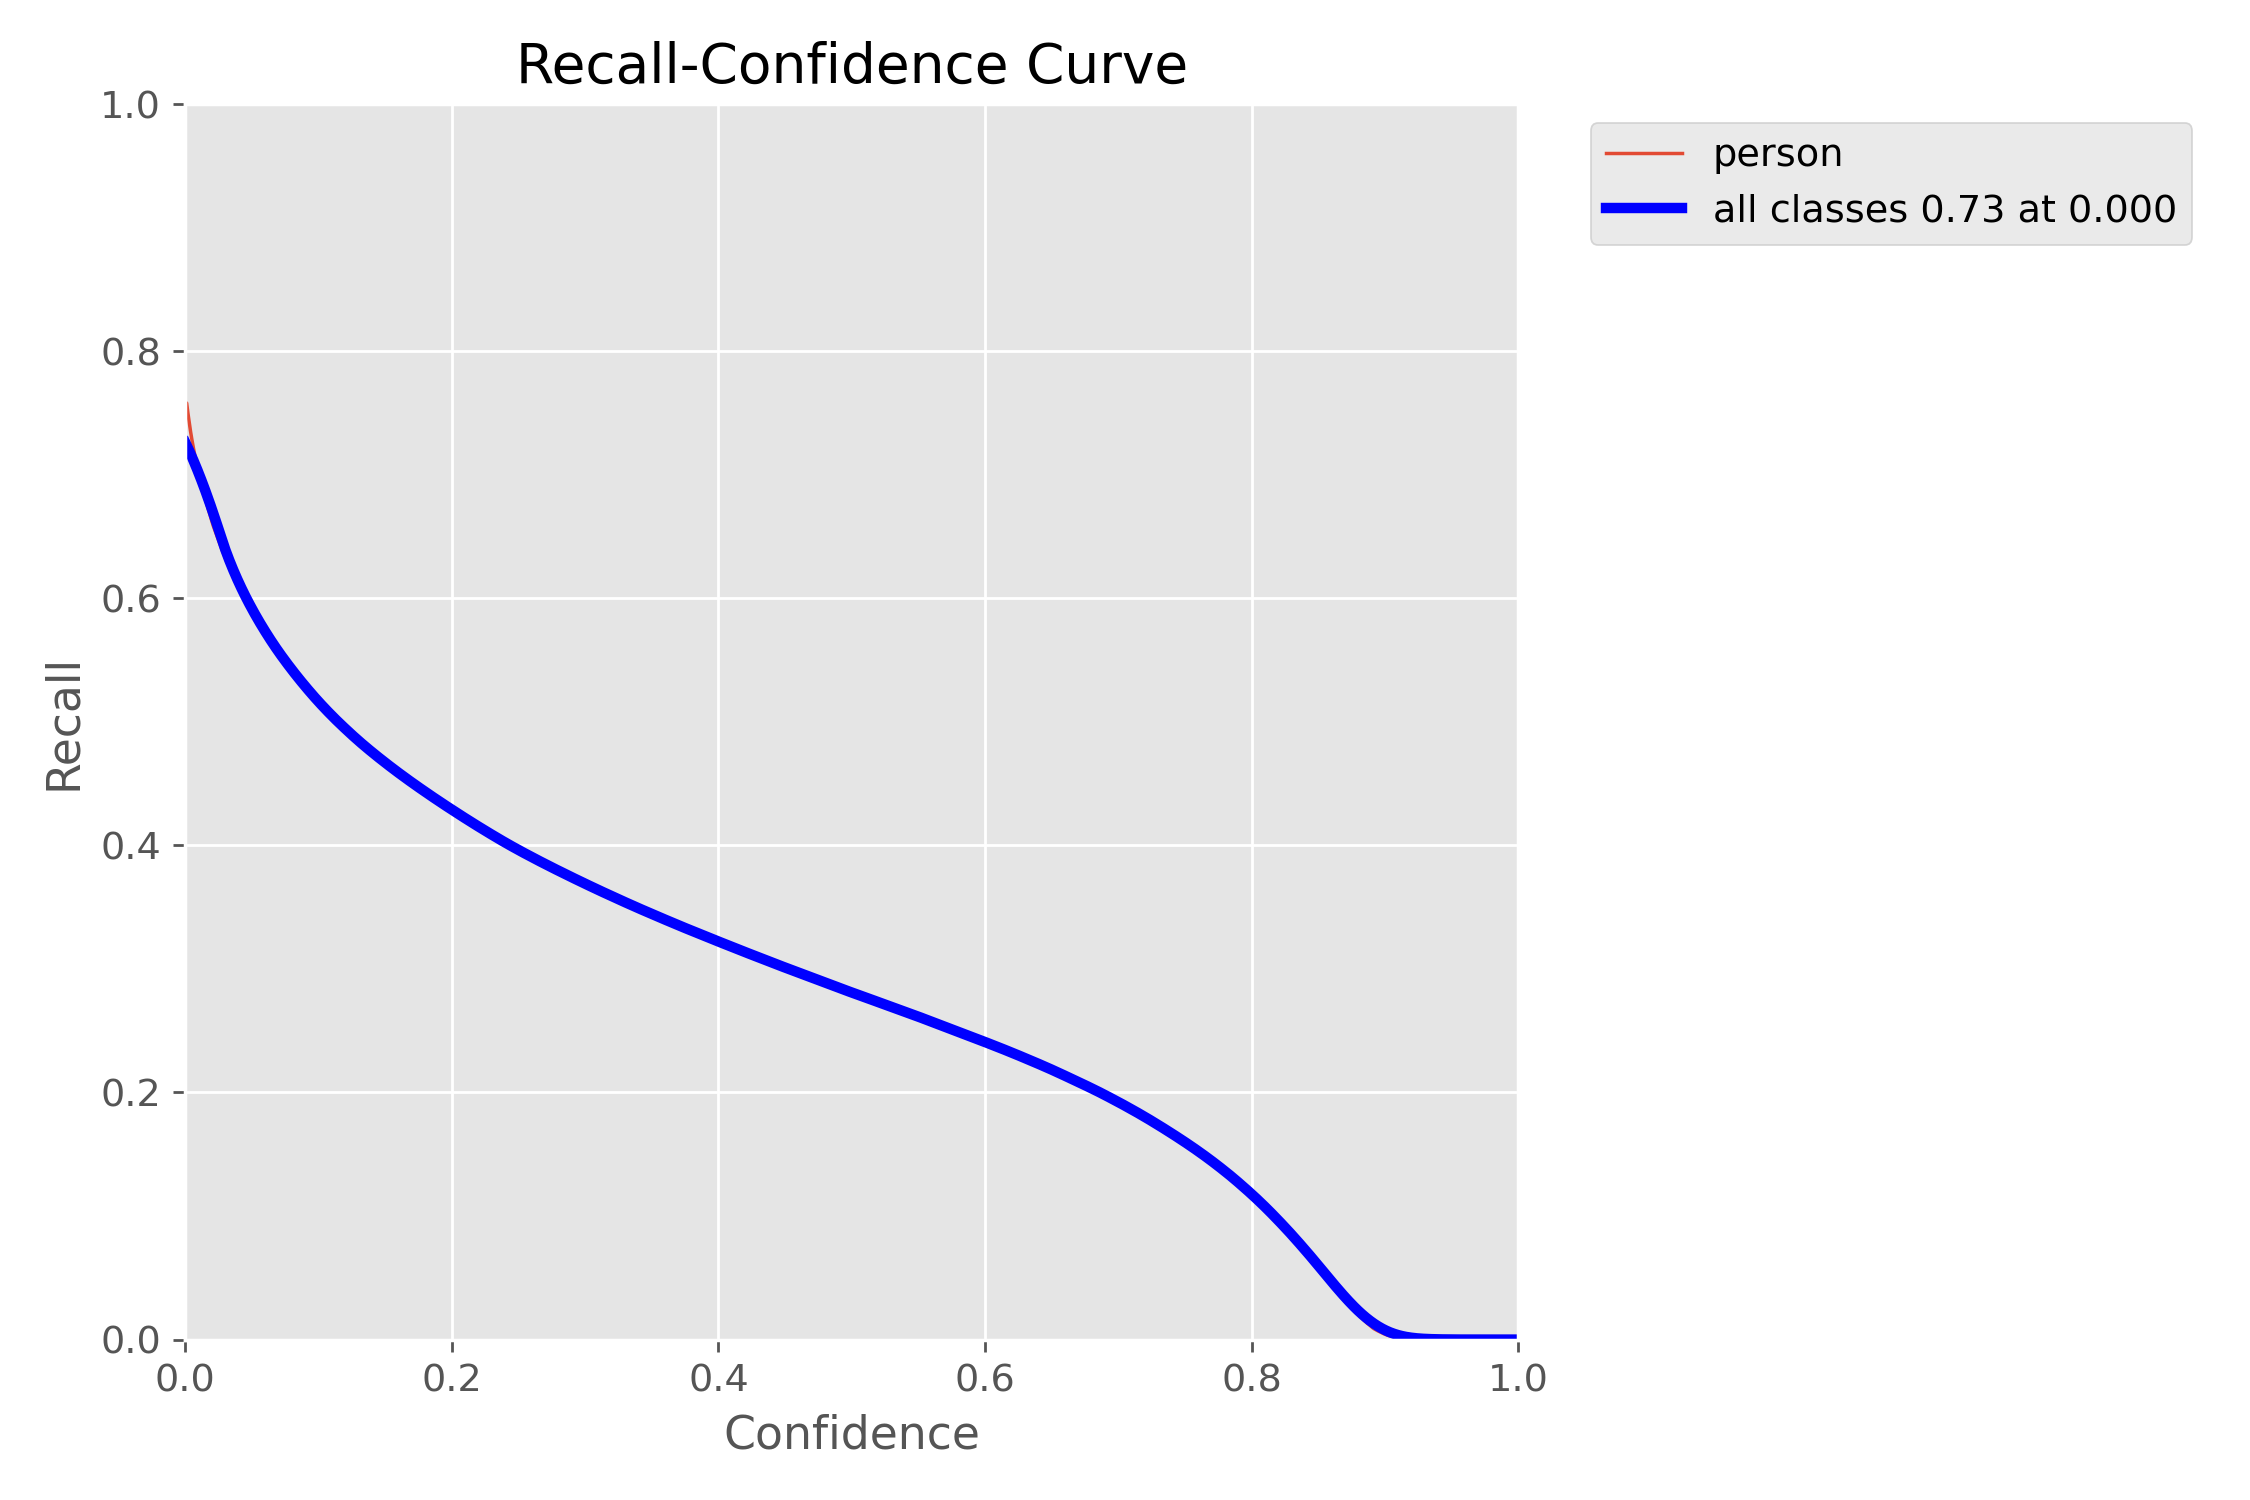 Recall-Confidence Curve
person
all classes 0.73 at 0.000
1.0
0.8
0.6
0.4
0.2
0.0
Recall
0.0 0.2 0.4 0.6 0.8 1.0
Confidence